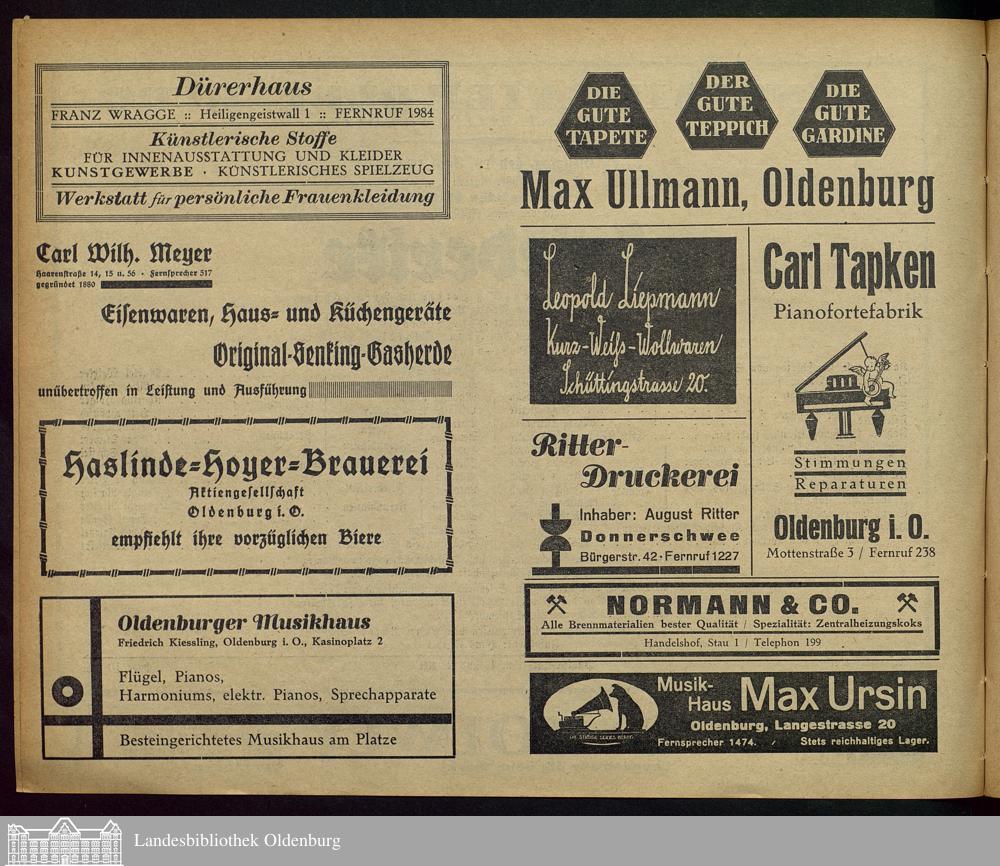 Dürerhaus
FRANZ WRAGGE :: Heiligengeistwall 1 :: FERNRUF 1984
Künstlerische Stoffe
FÜR INNENAUSSTATTUNG UND KLEIDER
KUNSTGEWERBE · KÜNSTLERISCHES SPIELZEUG
Werkstatt für persönliche Frauenkleidung
Carl Wilh. Meyer
Haarenstraße 14, 15 u. 56 · Fernsprecher 517
gegründet 1880
Eisenwaren, Haus- und Küchengeräte
Original-Senking-Gasherde
unübertroffen in Leistung und Ausführung
Haslinde-Hoyer-Brauerei
Aktiengesellschaft
Oldenburg i. O.
empfiehlt ihre vorzüglichen Biere
Oldenburger Musikhaus
Friedrich Kiessling, Oldenburg i. O., Kasinoplatz 2
Flügel, Pianos,
Harmoniums, elektr. Pianos, Sprechapparate
Besteingerichtetes Musikhaus am Platze
DIE
GUTE
TAPETE
DER
GUTE
TEPPICH
DIE
GUTE
GARDINE
Max Ullmann, Oldenburg
Leopold Liepmann
Kurz-Weiß-Wollwaren
Schüttingstrasse 20.
Carl Tapken
Pianofortefabrik
Stimmungen
Reparaturen
Oldenburg i. O.
Mottenstraße 3 / Fernruf 238
Ritter-
Druckerei
Inhaber: August Ritter
Donnerschwee
Bürgerstr. 42 · Fernruf 1227
NORMANN & CO.
Alle Brennmaterialien bester Qualität / Spezialität: Zentralheizungskoks
Handelshof, Stau 1 / Telephon 199
Musik-
Haus Max Ursin
Oldenburg, Langestrasse 20
Fernsprecher 1474. / Stets reichhaltiges Lager.
Landesbibliothek Oldenburg